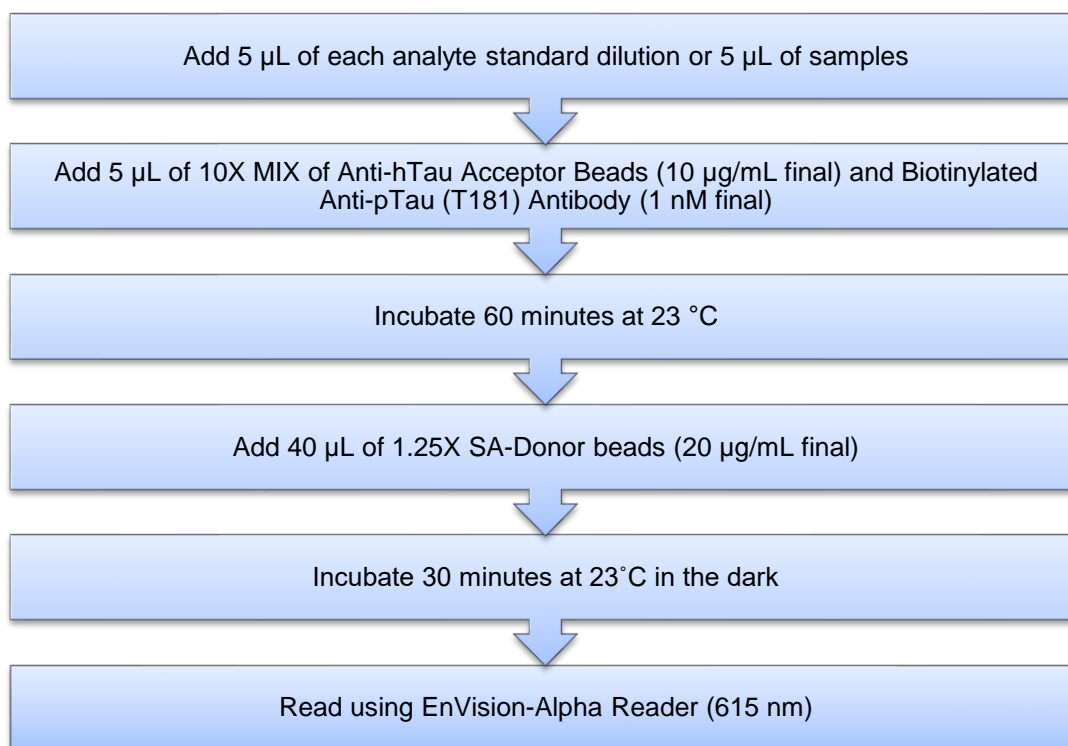 Add 5 µL of each analyte standard dilution or 5 µL of samples
Add 5 µL of 10X MIX of Anti-hTau Acceptor Beads (10 µg/mL final) and Biotinylated
Anti-pTau (T181) Antibody (1 nM final)
Incubate 60 minutes at 23 °C
Add 40 µL of 1.25X SA-Donor beads (20 µg/mL final)
Incubate 30 minutes at 23˚C in the dark
Read using EnVision-Alpha Reader (615 nm)